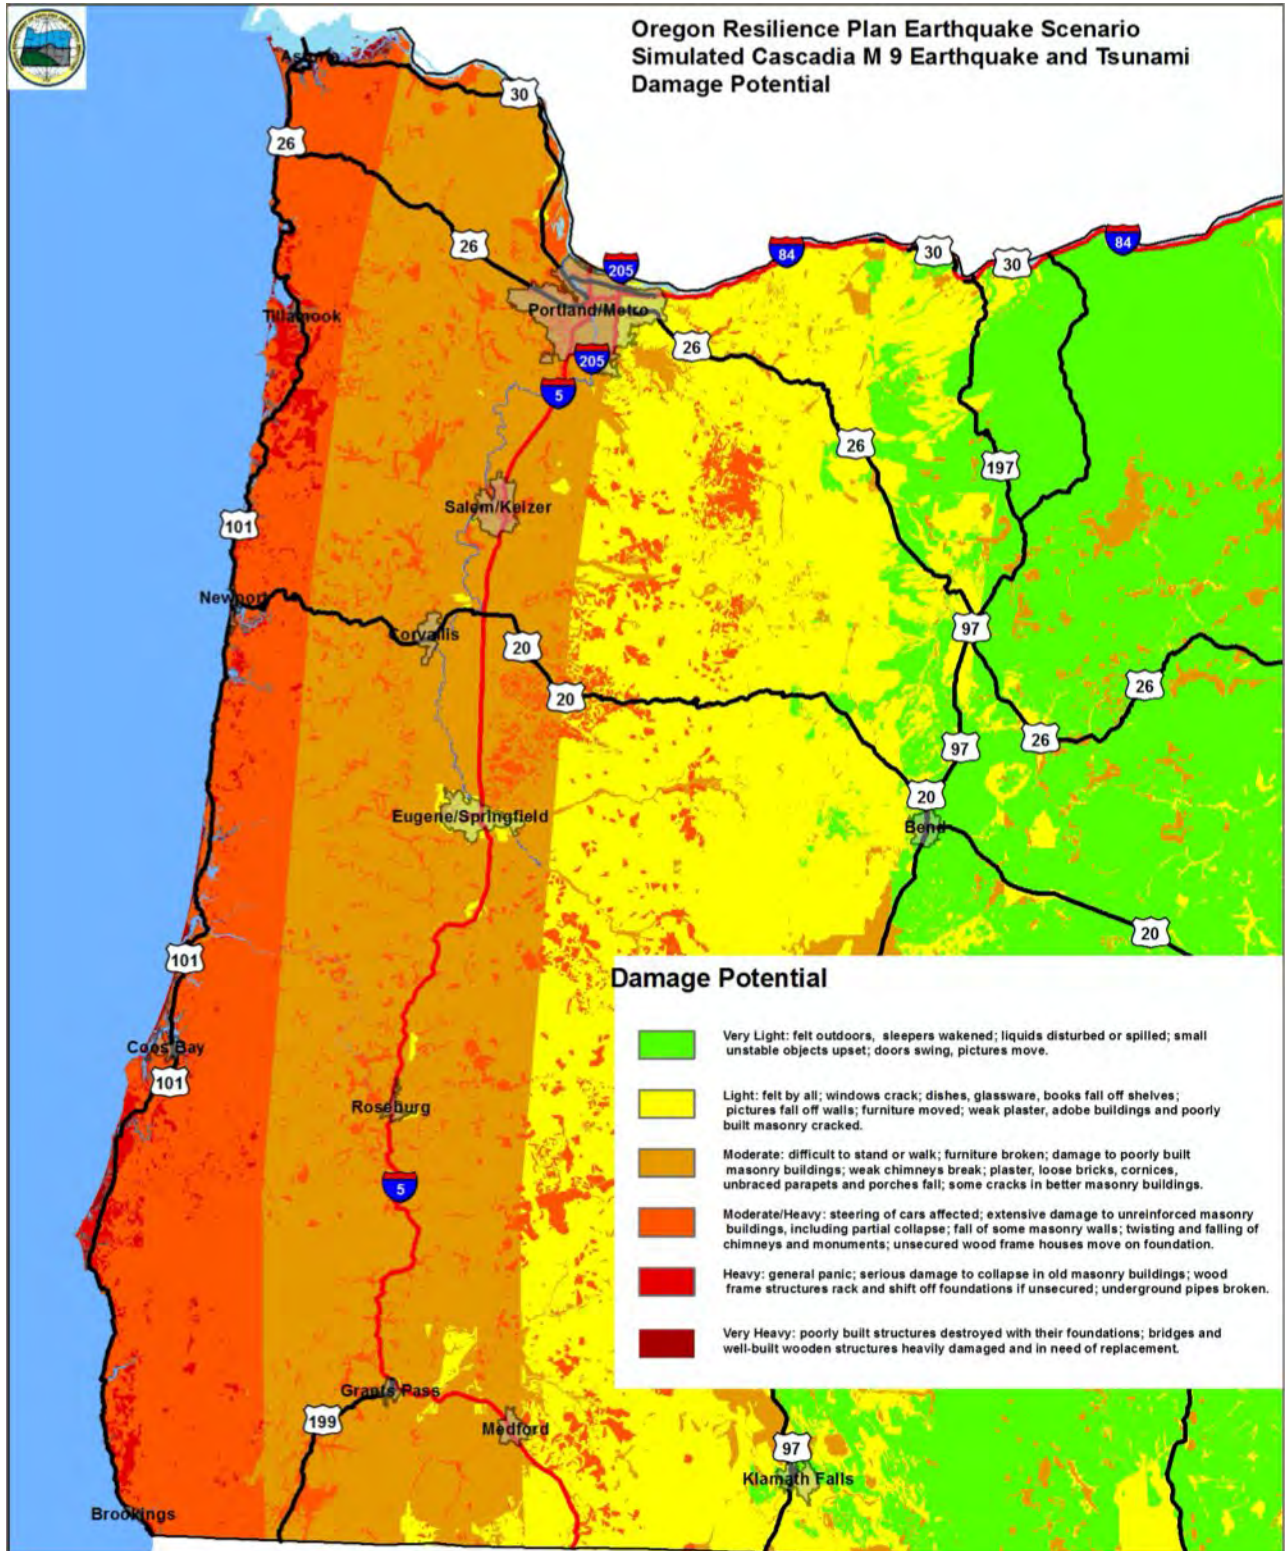 Oregon Resilience Plan Earthquake Scenario
Simulated Cascadia M 9 Earthquake and Tsunami
Damage Potential
Astoria
30
26
26
205
84
30
30
84
Tillamook
Portland/Metro
205
26
5
26
197
Salem/Keizer
101
Newport
Corvallis
20
97
20
26
97
26
20
Eugene/Springfield
Bend
20
101
Coos Bay
101
Roseburg
5
Grants Pass
199
Medford
97
Klamath Falls
Brookings
Damage Potential
Very Light: felt outdoors, sleepers wakened; liquids disturbed or spilled; small
unstable objects upset; doors swing, pictures move.
Light: felt by all; windows crack; dishes, glassware, books fall off shelves;
pictures fall off walls; furniture moved; weak plaster, adobe buildings and poorly
built masonry cracked.
Moderate: difficult to stand or walk; furniture broken; damage to poorly built
masonry buildings; weak chimneys break; plaster, loose bricks, cornices,
unbraced parapets and porches fall; some cracks in better masonry buildings.
Moderate/Heavy: steering of cars affected; extensive damage to unreinforced masonry
buildings, including partial collapse; fall of some masonry walls; twisting and falling of
chimneys and monuments; unsecured wood frame houses move on foundation.
Heavy: general panic; serious damage to collapse in old masonry buildings; wood
frame structures rack and shift off foundations if unsecured; underground pipes broken.
Very Heavy: poorly built structures destroyed with their foundations; bridges and
well-built wooden structures heavily damaged and in need of replacement.